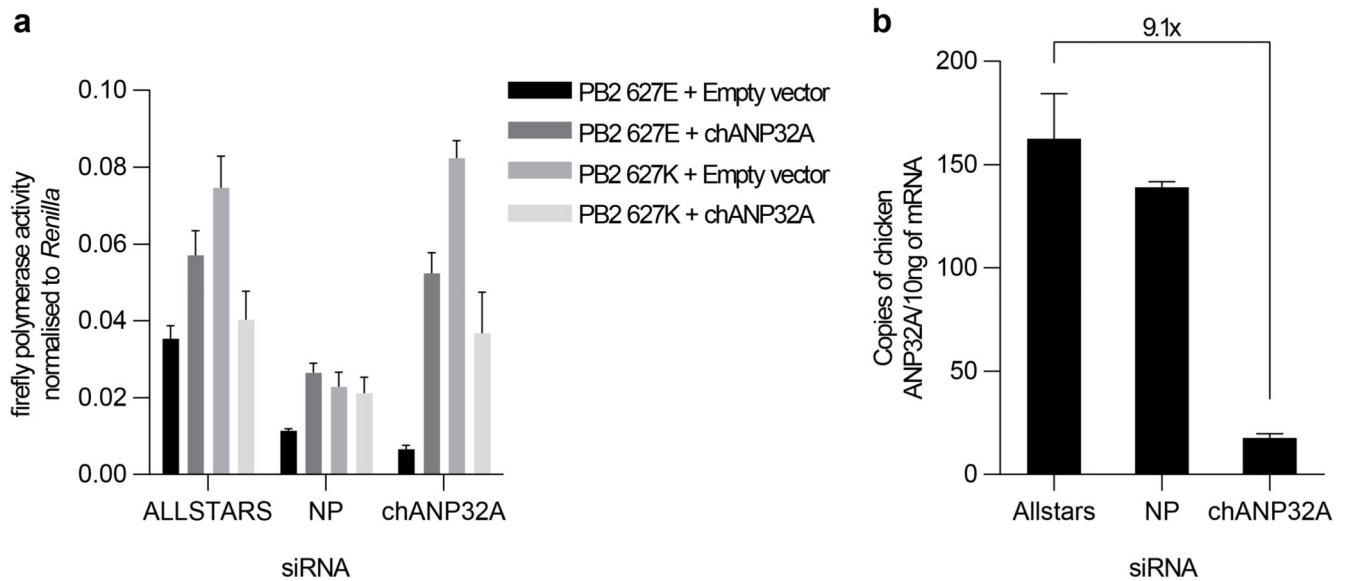 a
firefly polymerase activity
normalised to Renilla
0.10
0.08
0.06
0.04
0.02
0.00
ALLSTARS NP chANP32A
siRNA
PB2 627E + Empty vector
PB2 627E + chANP32A
PB2 627K + Empty vector
PB2 627K + chANP32A
b
9.1x
Copies of chicken
ANP32A/10ng of mRNA
200
150
100
50
0
Allstars NP chANP32A
siRNA